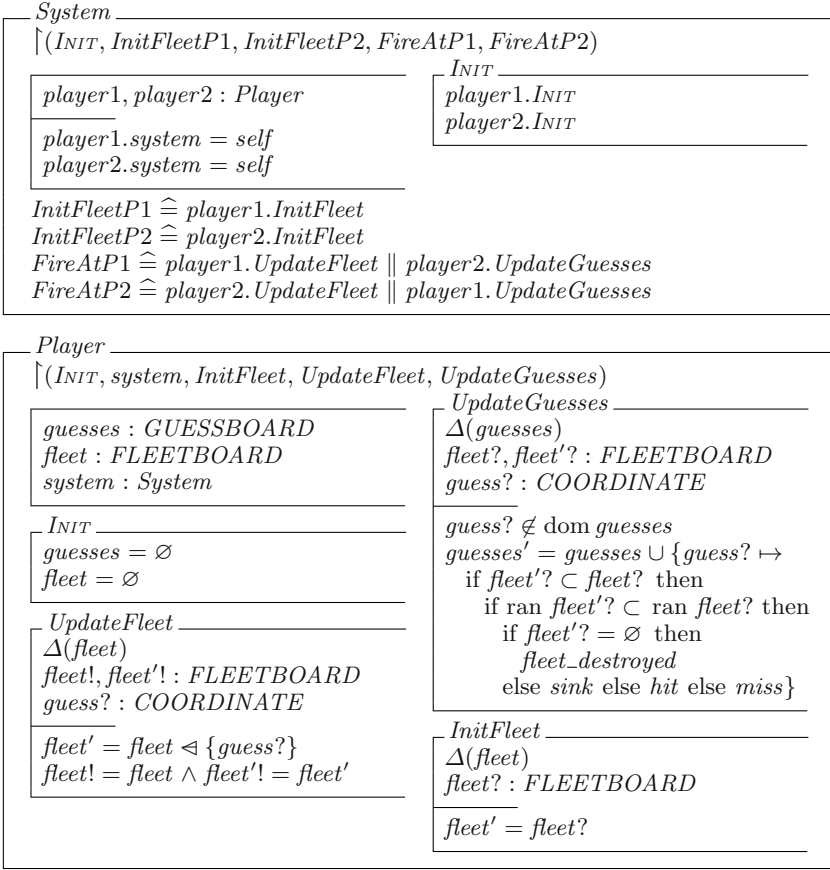 System
↾(INIT, InitFleetP1, InitFleetP2, FireAtP1, FireAtP2)
player1, player2 : Player
player1.system = self
player2.system = self
INIT
player1.INIT
player2.INIT
InitFleetP1 ≙ player1.InitFleet
InitFleetP2 ≙ player2.InitFleet
FireAtP1 ≙ player1.UpdateFleet ∥ player2.UpdateGuesses
FireAtP2 ≙ player2.UpdateFleet ∥ player1.UpdateGuesses
Player
↾(INIT, system, InitFleet, UpdateFleet, UpdateGuesses)
guesses : GUESSBOARD
fleet : FLEETBOARD
system : System
INIT
guesses = ∅
fleet = ∅
UpdateFleet
Δ(fleet)
fleet!, fleet′! : FLEETBOARD
guess? : COORDINATE
fleet′ = fleet ⩤ {guess?}
fleet! = fleet ∧ fleet′! = fleet′
UpdateGuesses
Δ(guesses)
fleet?, fleet′? : FLEETBOARD
guess? : COORDINATE
guess? ∉ dom guesses
guesses′ = guesses ∪ {guess? ↦
if fleet′? ⊂ fleet? then
if ran fleet′? ⊂ ran fleet? then
if fleet′? = ∅ then
fleet_destroyed
else sink else hit else miss}
InitFleet
Δ(fleet)
fleet? : FLEETBOARD
fleet′ = fleet?